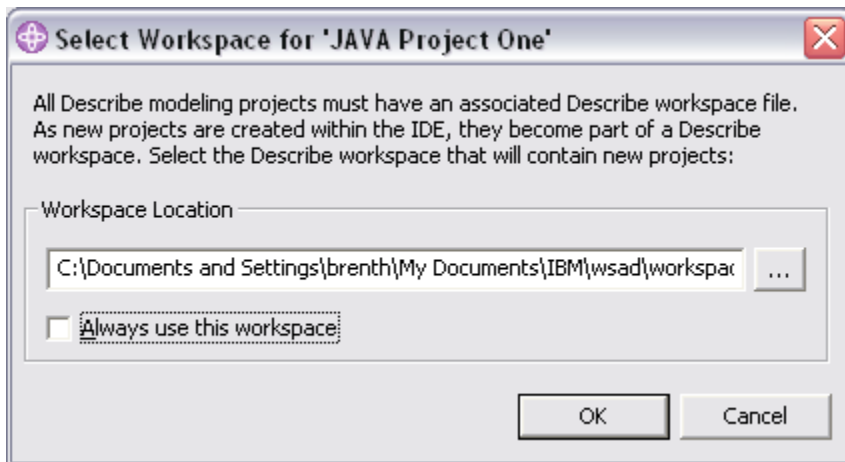 Select Workspace for 'JAVA Project One'
All Describe modeling projects must have an associated Describe workspace file.
As new projects are created within the IDE, they become part of a Describe
workspace. Select the Describe workspace that will contain new projects:
Workspace Location
C:\Documents and Settings\brenth\My Documents\IBM\wsad\workspac
...
Always use this workspace
OK Cancel